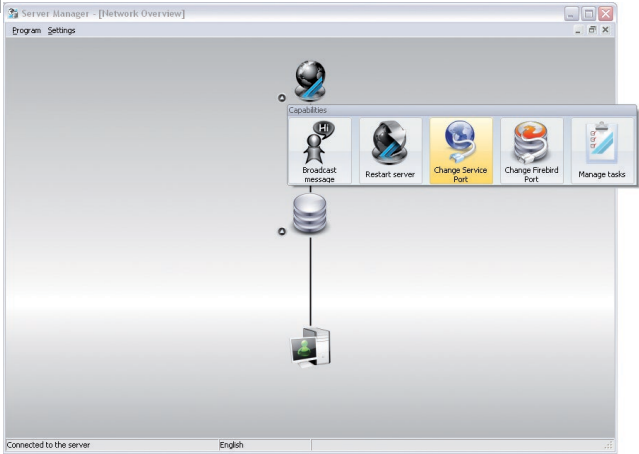 Server Manager - [Network Overview]
Program Settings
Capabilities
Hi
Broadcast message
Restart server
Change Service Port
Change Firebird Port
Manage tasks
Connected to the server
English